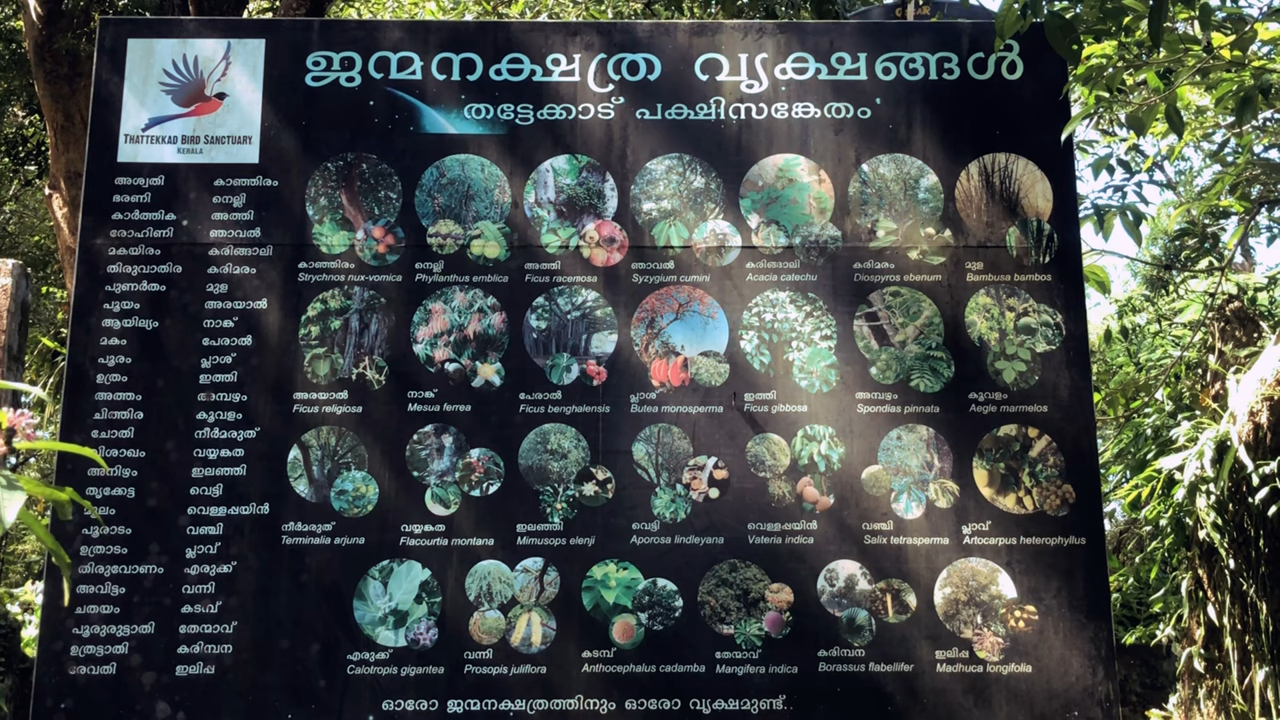 ജന്മനക്ഷത്ര വൃക്ഷങ്ങൾ
തട്ടേക്കാട് പക്ഷിസങ്കേതം
THATTEKKAD BIRD SANCTUARY
KERALA
അശ്വതി കാഞ്ഞിരം
ഭരണി നെല്ലി
കാർത്തിക അത്തി
രോഹിണി ഞാവൽ
മകയിരം കരിങ്ങാലി
തിരുവാതിര കരിമരം
പുണർതം മുള
പൂയം അരയാൽ
ആയില്യം നാങ്ക്
മകം പേരാൽ
പൂരം പ്ലാശ്
ഉത്രം ഇത്തി
അത്തം അമ്പഴം
ചിത്തിര കൂവളം
ചോതി നീർമരുത്
വിശാഖം വയ്യങ്കത
അനിഴം ഇലഞ്ഞി
തൃക്കേട്ട വെട്ടി
മൂലം വെള്ളപ്പയിൻ
പൂരാടം വഞ്ചി
ഉത്രാടം പ്ലാവ്
തിരുവോണം എരുക്ക്
അവിട്ടം വന്നി
ചതയം കടമ്പ്
പൂരുരുട്ടാതി തേന്മാവ്
ഉത്രട്ടാതി കരിമ്പന
രേവതി ഇലിപ്പ
കാഞ്ഞിരം നെല്ലി അത്തി ഞാവൽ കരിങ്ങാലി കരിമരം മുള
Strychnos nux-vomica Phyllanthus emblica Ficus racemosa Syzygium cumini Acacia catechu Diospyros ebenum Bambusa bambos
അരയാൽ നാങ്ക് പേരാൽ പ്ലാശ് ഇത്തി അമ്പഴം കൂവളം
Ficus religiosa Mesua ferrea Ficus benghalensis Butea monosperma Ficus gibbosa Spondias pinnata Aegle marmelos
നീർമരുത് വയ്യങ്കത ഇലഞ്ഞി വെട്ടി വെള്ളപ്പയിൻ വഞ്ചി പ്ലാവ്
Terminalia arjuna Flacourtia montana Mimusops elenji Aporosa lindleyana Vateria indica Salix tetrasperma Artocarpus heterophyllus
എരുക്ക് വന്നി കടമ്പ് തേന്മാവ് കരിമ്പന ഇലിപ്പ
Calotropis gigantea Prosopis juliflora Anthocephalus cadamba Mangifera indica Borassus flabellifer Madhuca longifolia
ഓരോ ജന്മനക്ഷത്രത്തിനും ഓരോ വൃക്ഷമുണ്ട്..